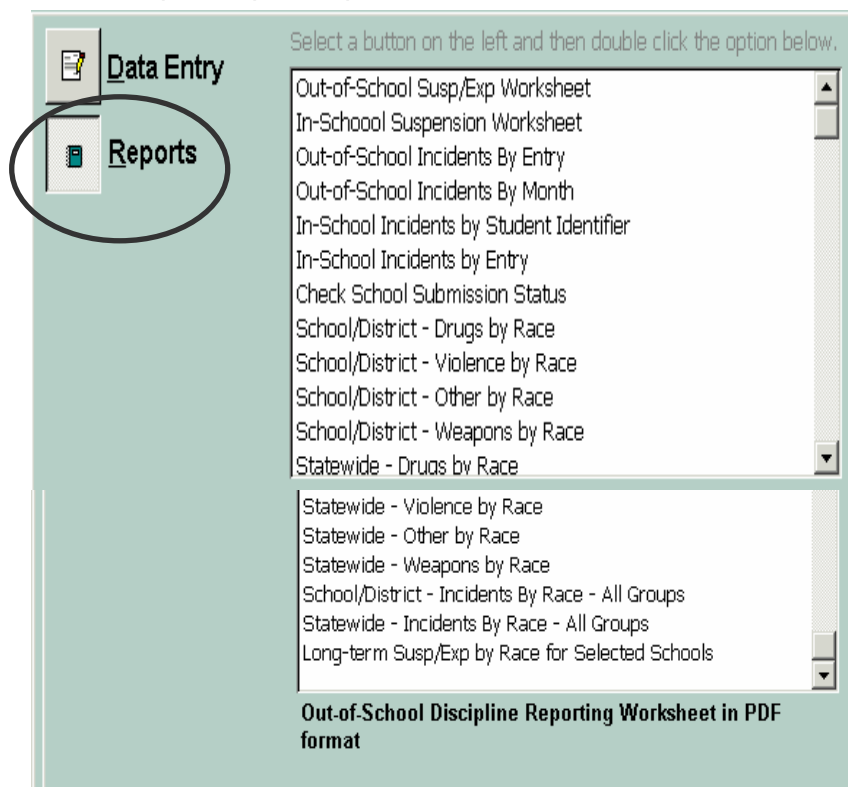 Select a button on the left and then double click the option below.
Data Entry
Reports
Out-of-School Susp/Exp Worksheet
In-Schoool Suspension Worksheet
Out-of-School Incidents By Entry
Out-of-School Incidents By Month
In-School Incidents by Student Identifier
In-School Incidents by Entry
Check School Submission Status
School/District - Drugs by Race
School/District - Violence by Race
School/District - Other by Race
School/District - Weapons by Race
Statewide - Drugs by Race
Statewide - Violence by Race
Statewide - Other by Race
Statewide - Weapons by Race
School/District - Incidents By Race - All Groups
Statewide - Incidents By Race - All Groups
Long-term Susp/Exp by Race for Selected Schools
Out-of-School Discipline Reporting Worksheet in PDF
format